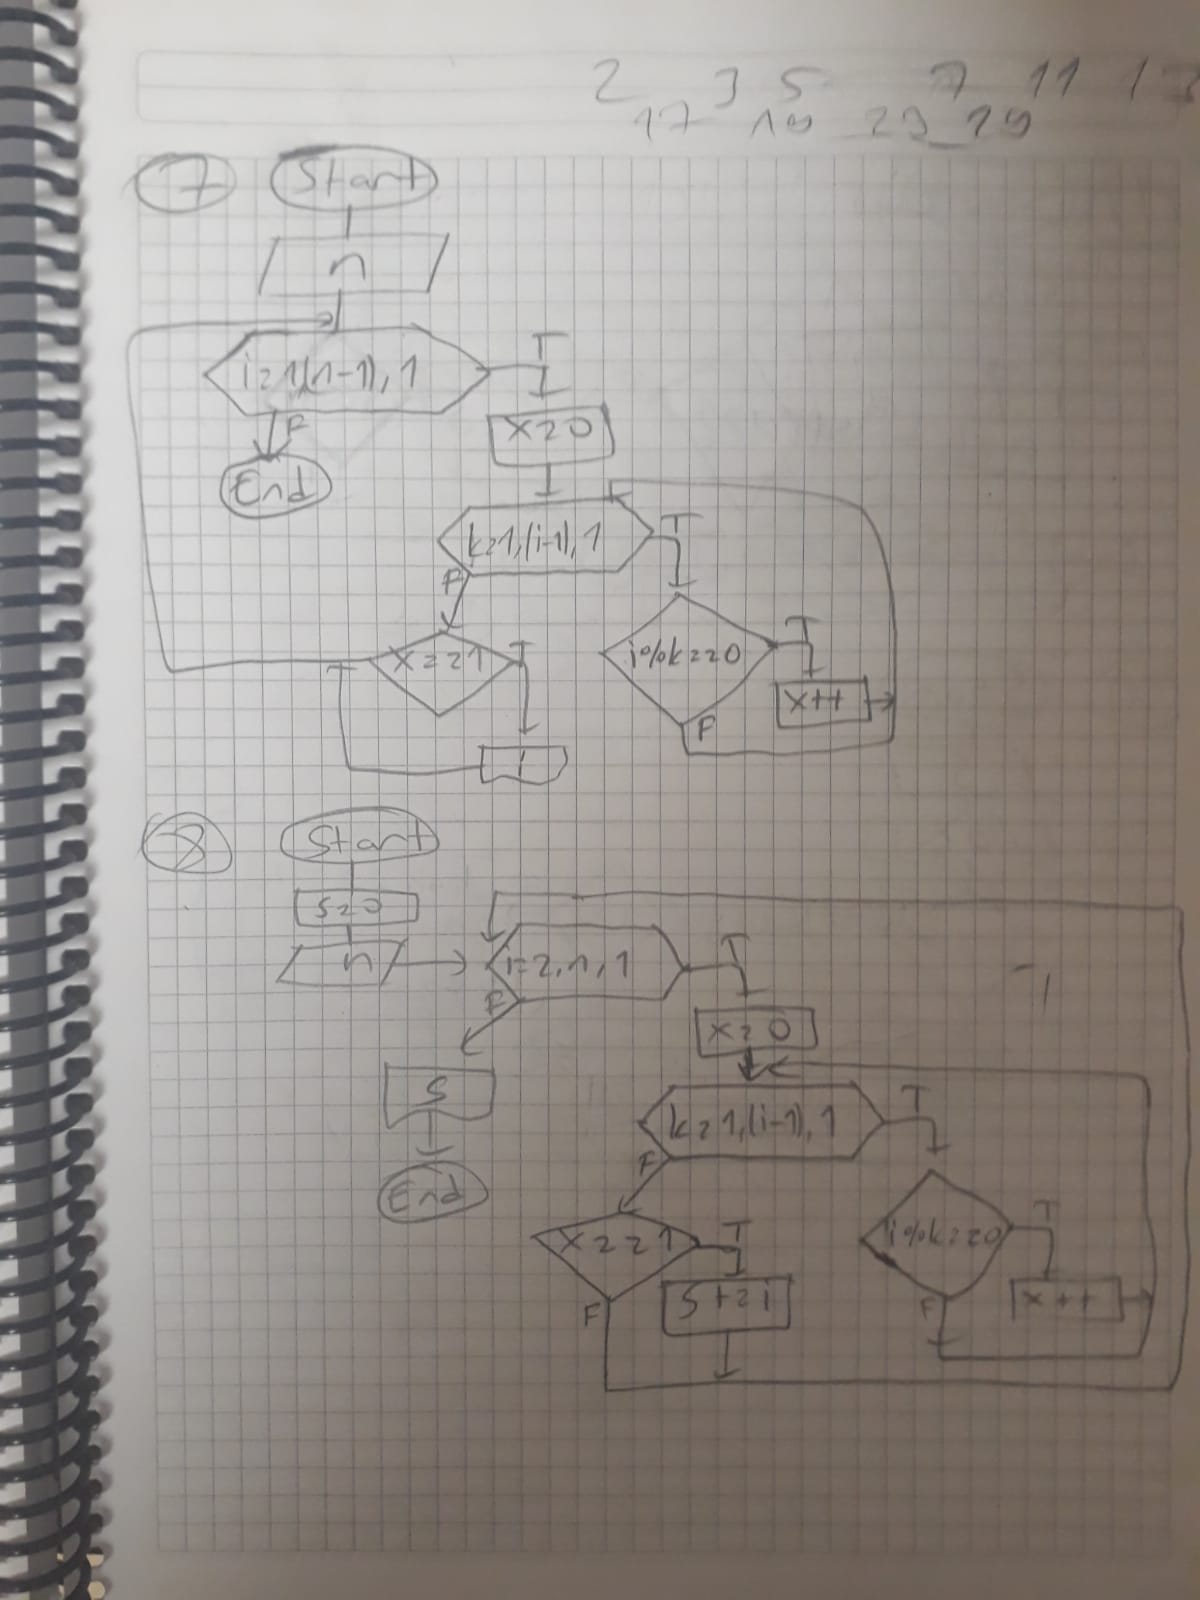 2 3 5 7 11 13
17 19 23 29
7 Start
n
i=1,(n-1),1 T
F
x=0
End
k=1,(i-1),1 T
F
x==1 T
i%k==0 T
x++
F
i
8 Start
s=0
n
i=2,n,1 T
F
x=0
s
k=1,(i-1),1 T
F
End
x==1 T
i%k==0 T
F
s+=i
F
x++